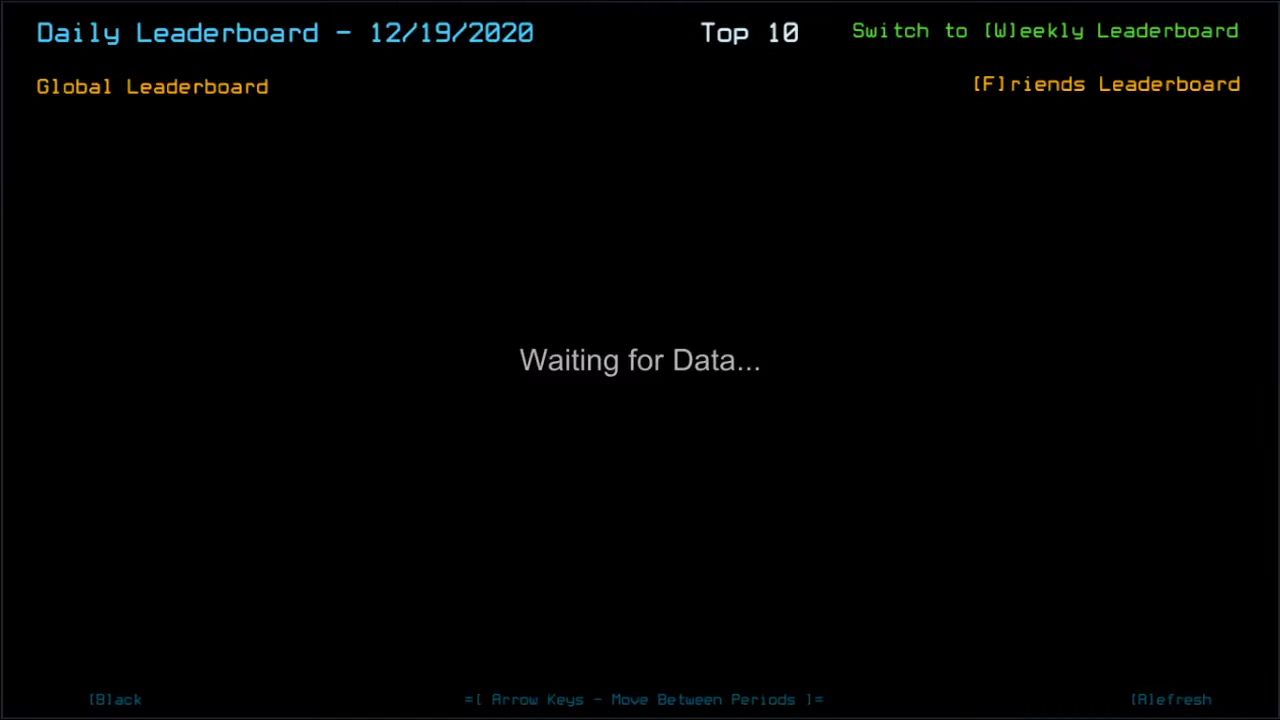 Daily Leaderboard - 12/19/2020 Top 10 Switch to [W]eekly Leaderboard
Global Leaderboard [F]riends Leaderboard
Waiting for Data...
[B]ack =[ Arrow Keys - Move Between Periods ]= [R]efresh